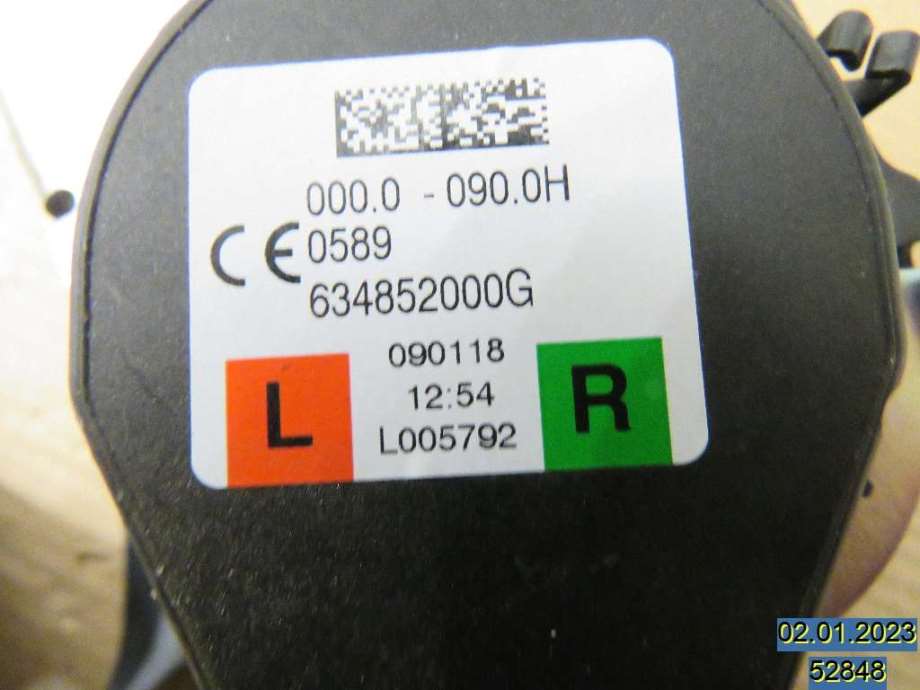 000.0 - 090.0H
CE 0589
634852000G
090118
12:54
L005792
L
R
02.01.2023
52848